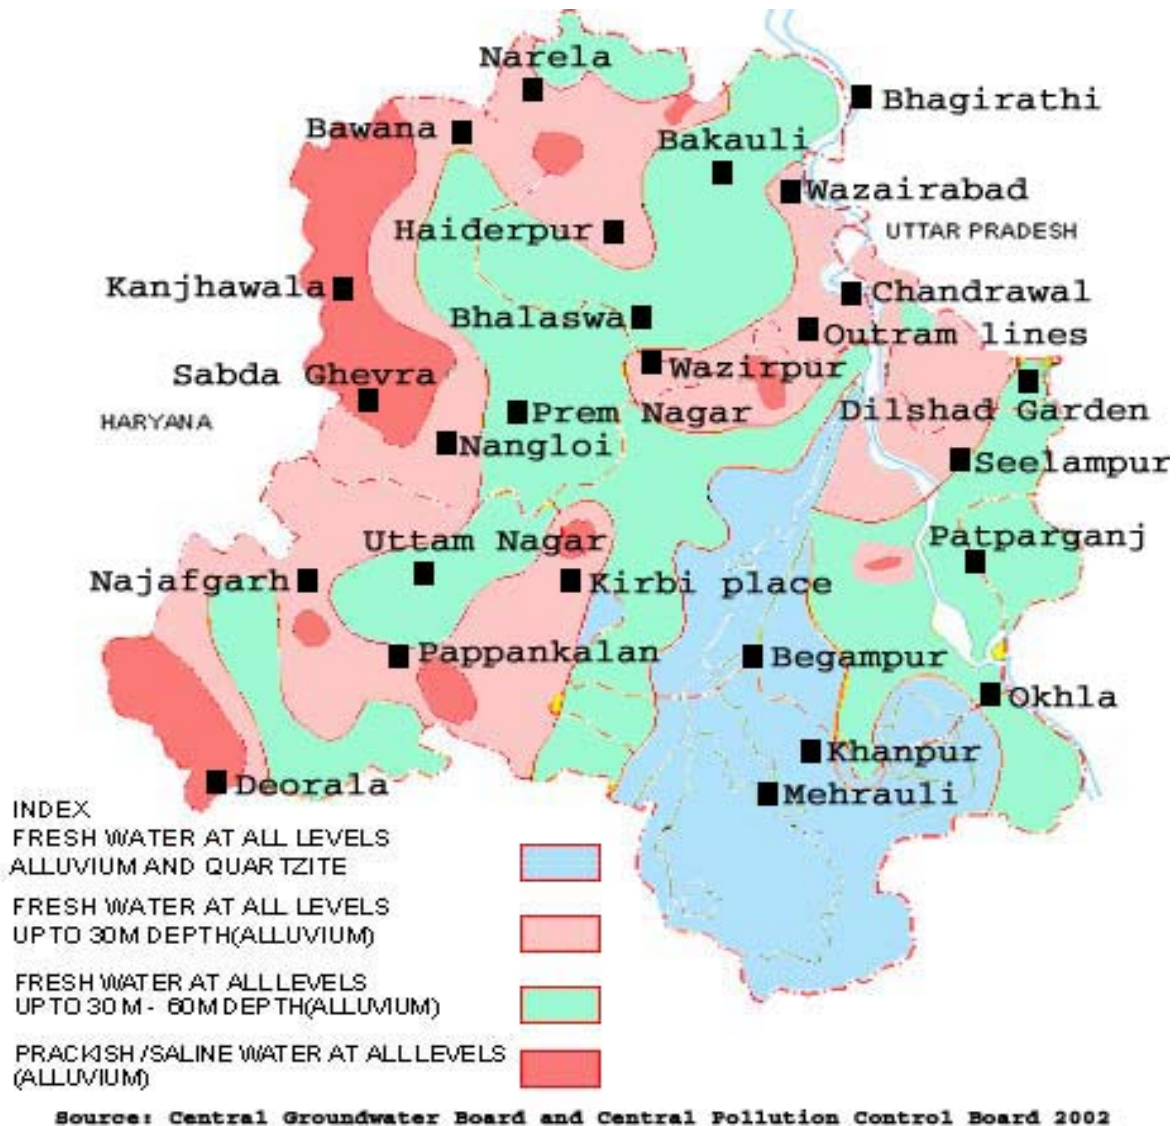 Narela
Bhagirathi
Bawana
Bakauli
Wazairabad
Haiderpur
UTTAR PRADESH
Kanjhawala
Chandrawal
Bhalaswa
Outram lines
Wazirpur
Sabda Ghevra
Prem Nagar
Dilshad Garden
HARYANA
Nangloi
Seelampur
Uttam Nagar
Patparganj
Najafgarh
Kirbi place
Pappankalan
Begampur
Okhla
Khanpur
Deorala
Mehrauli
INDEX
FRESH WATER AT ALL LEVELS
ALLUVIUM AND QUARTZITE
FRESH WATER AT ALL LEVELS
UPTO 30M DEPTH(ALLUVIUM)
FRESH WATER AT ALL LEVELS
UPTO 30 M - 60M DEPTH(ALLUVIUM)
PRACKISH /SALINE WATER AT ALL LEVELS
(ALLUVIUM)
Source: Central Groundwater Board and Central Pollution Control Board 2002